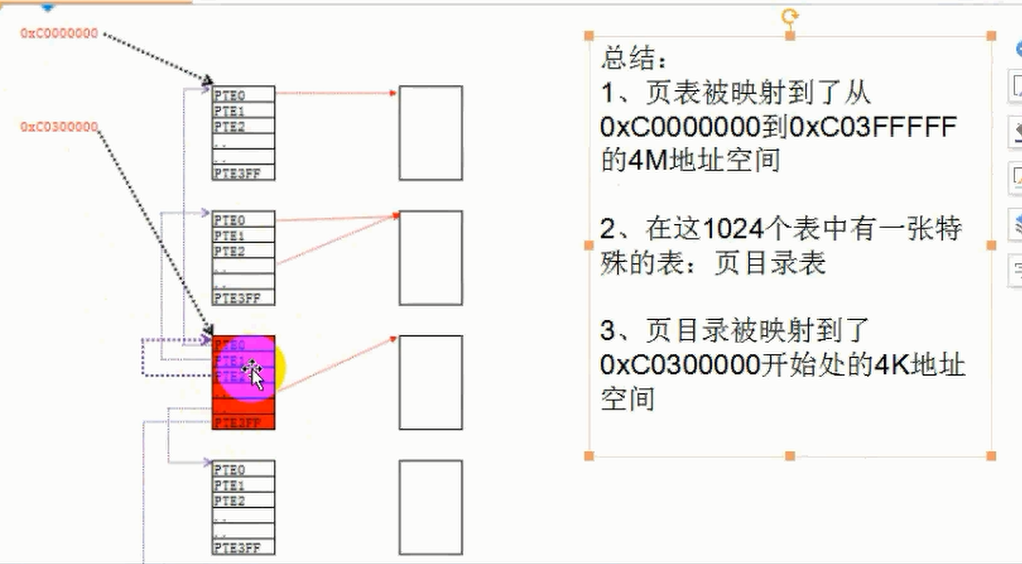 0xC0000000
PTE0
PTE1
PTE2
..
..
PTE3FF
0xC0300000
PTE0
PTE1
PTE2
..
..
PTE3FF
PTE0
PTE1
PTE2
..
..
PTE3FF
PTE0
PTE1
PTE2
..
..
PTE3FF
总结：
1、页表被映射到了从
0xC0000000到0xC03FFFFF
的4M地址空间
2、在这1024个表中有一张特
殊的表：页目录表
3、页目录被映射到了
0xC0300000开始处的4K地址
空间